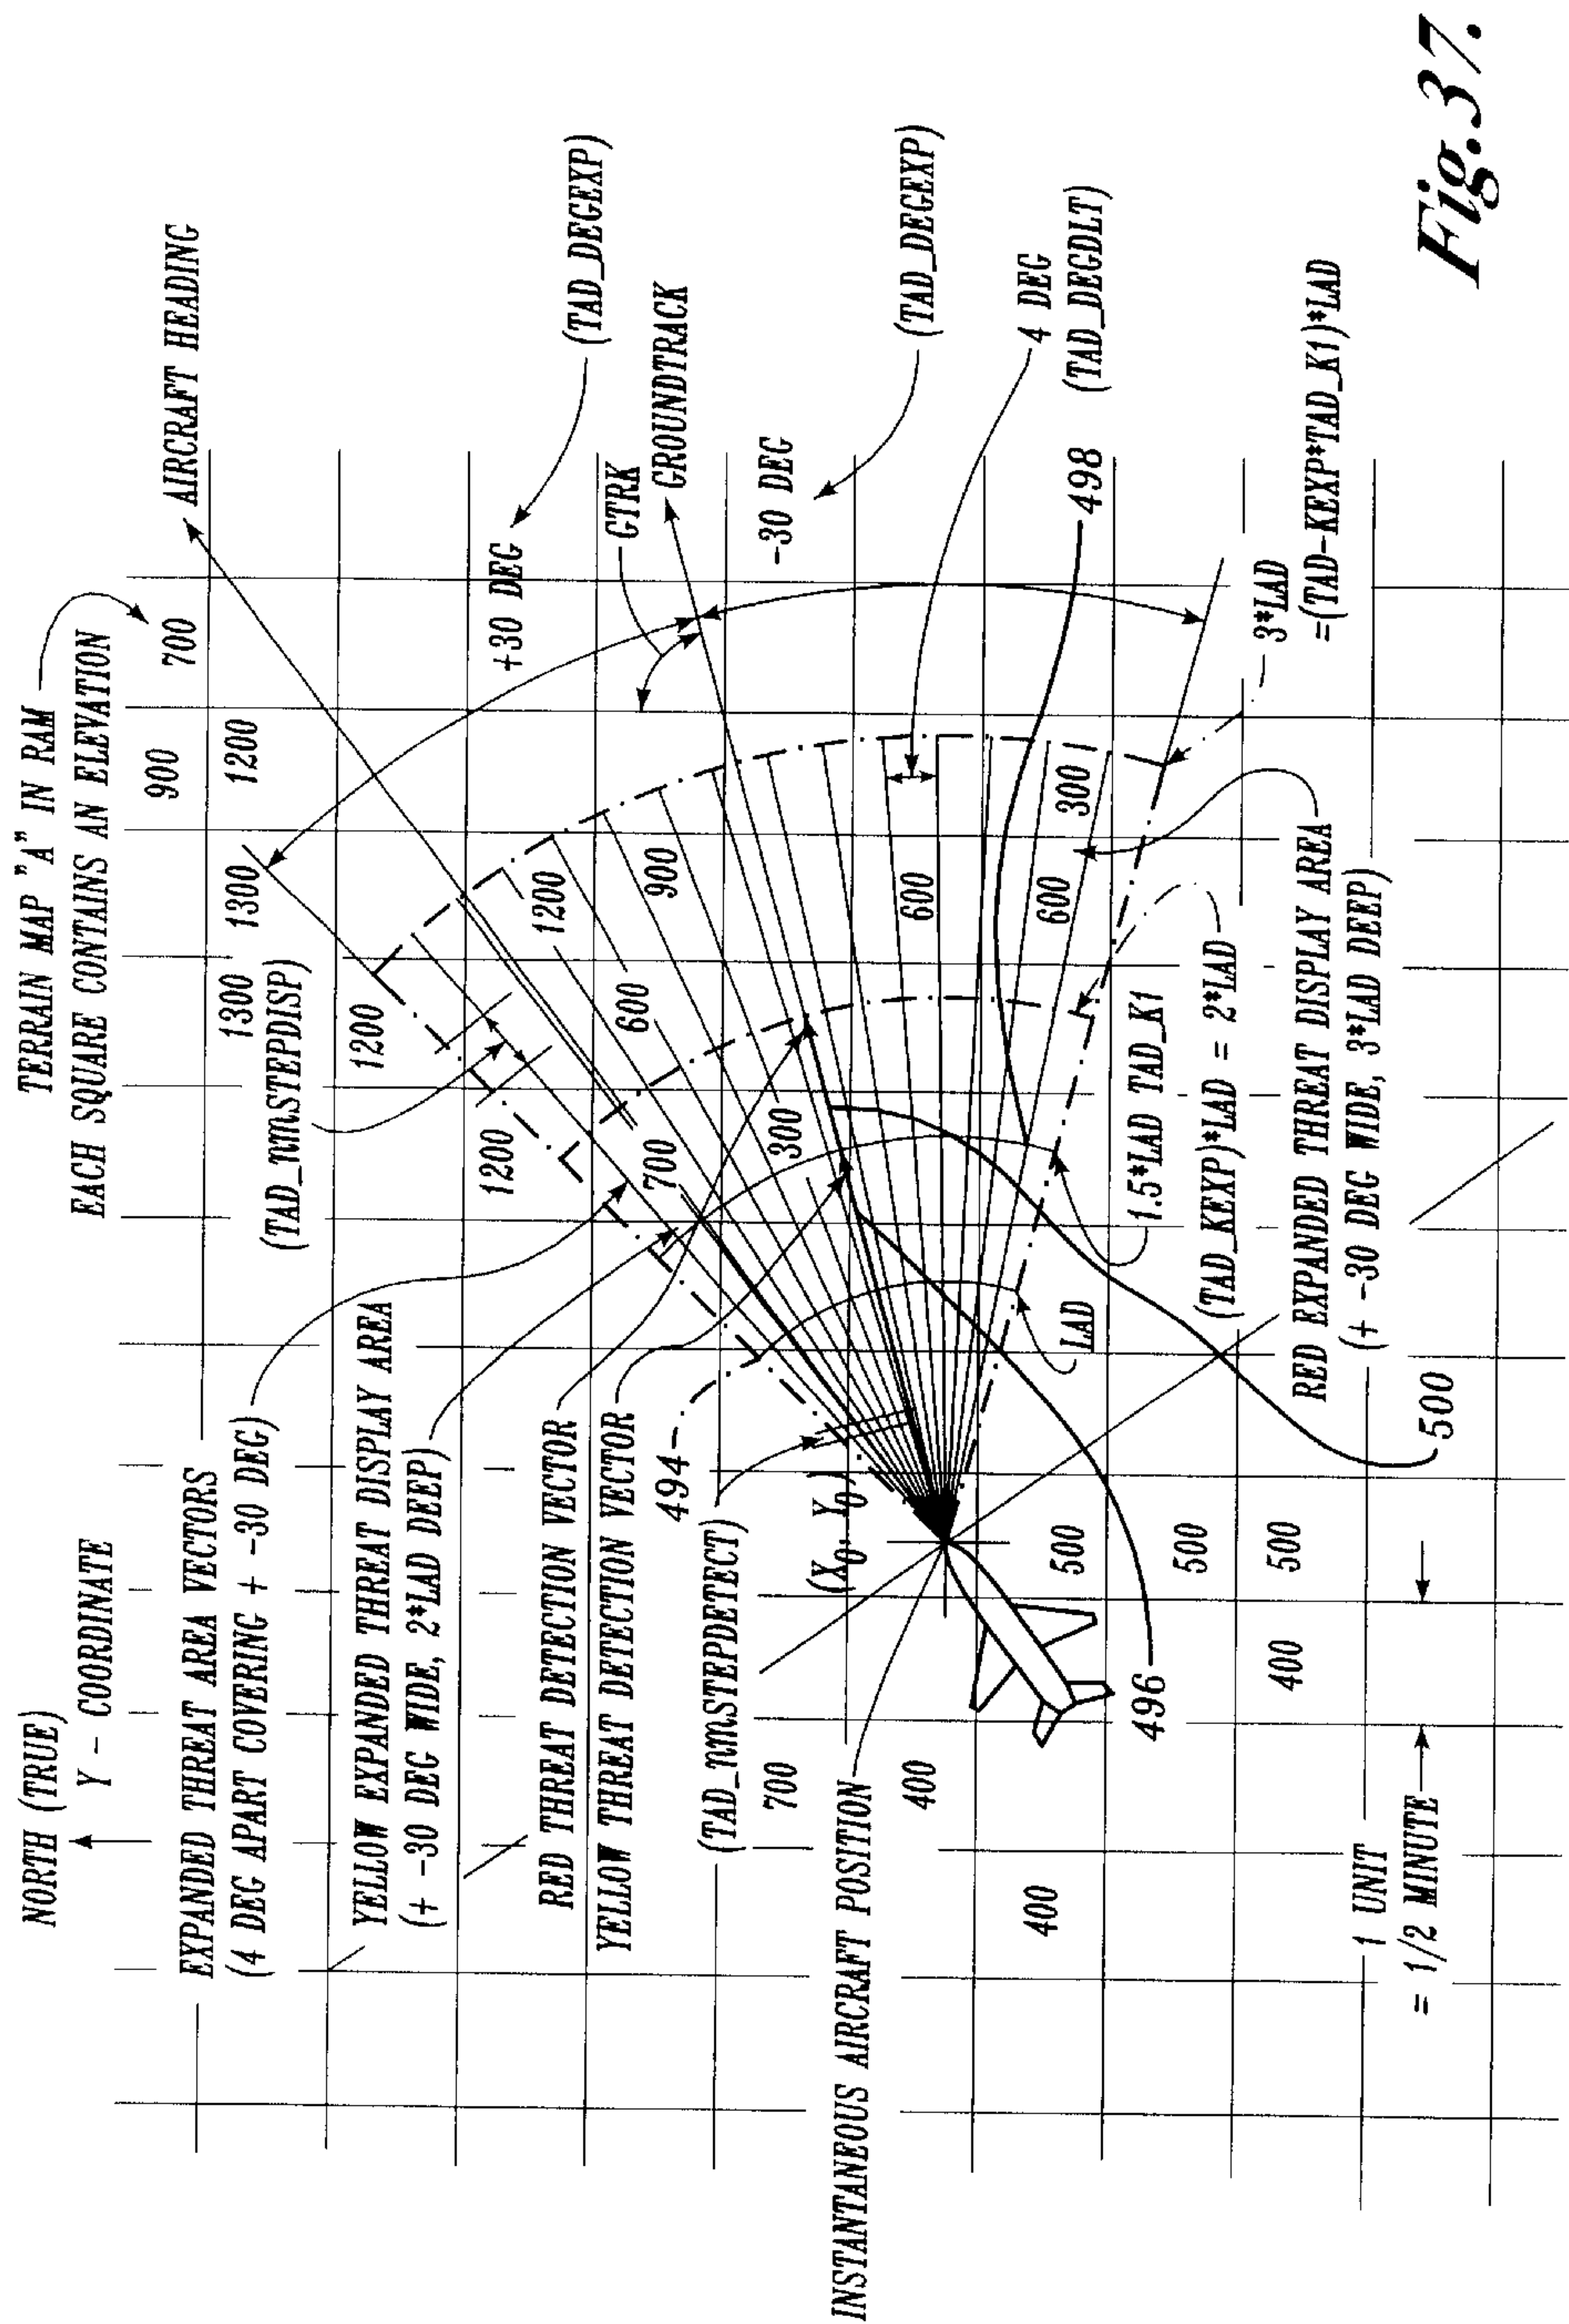 NORTH (TRUE)
Y - COORDINATE
TERRAIN MAP "A" IN RAM
EACH SQUARE CONTAINS AN ELEVATION
900
700
AIRCRAFT HEADING
EXPANDED THREAT AREA VECTORS
(4 DEG APART COVERING + -30 DEG)
1300
1300
1200
(TAD_nmSTEPDISP)
1200
YELLOW EXPANDED THREAT DISPLAY AREA
(+ -30 DEG WIDE, 2*LAD DEEP)
1200
+30 DEG
(TAD_DEGEXP)
RED THREAT DETECTION VECTOR
YELLOW THREAT DETECTION VECTOR
1200
GTRK
GROUNDTRACK
494
700
600
900
(TAD_nmSTEPDETECT)
700
300
-30 DEG
(TAD_DEGEXP)
(X0, Y0)
INSTANTANEOUS AIRCRAFT POSITION
400
600
4 DEG
(TAD_DEGDLT)
400
500
LAD
600
300
498
496
500
1.5*LAD TAD_K1
(TAD_KEXP)*LAD = 2*LAD
400
500
3*LAD
=(TAD-KEXP*TAD_K1)*LAD
RED EXPANDED THREAT DISPLAY AREA
(+ -30 DEG WIDE, 3*LAD DEEP)
1 UNIT
= 1/2 MINUTE
500
Fig.37.